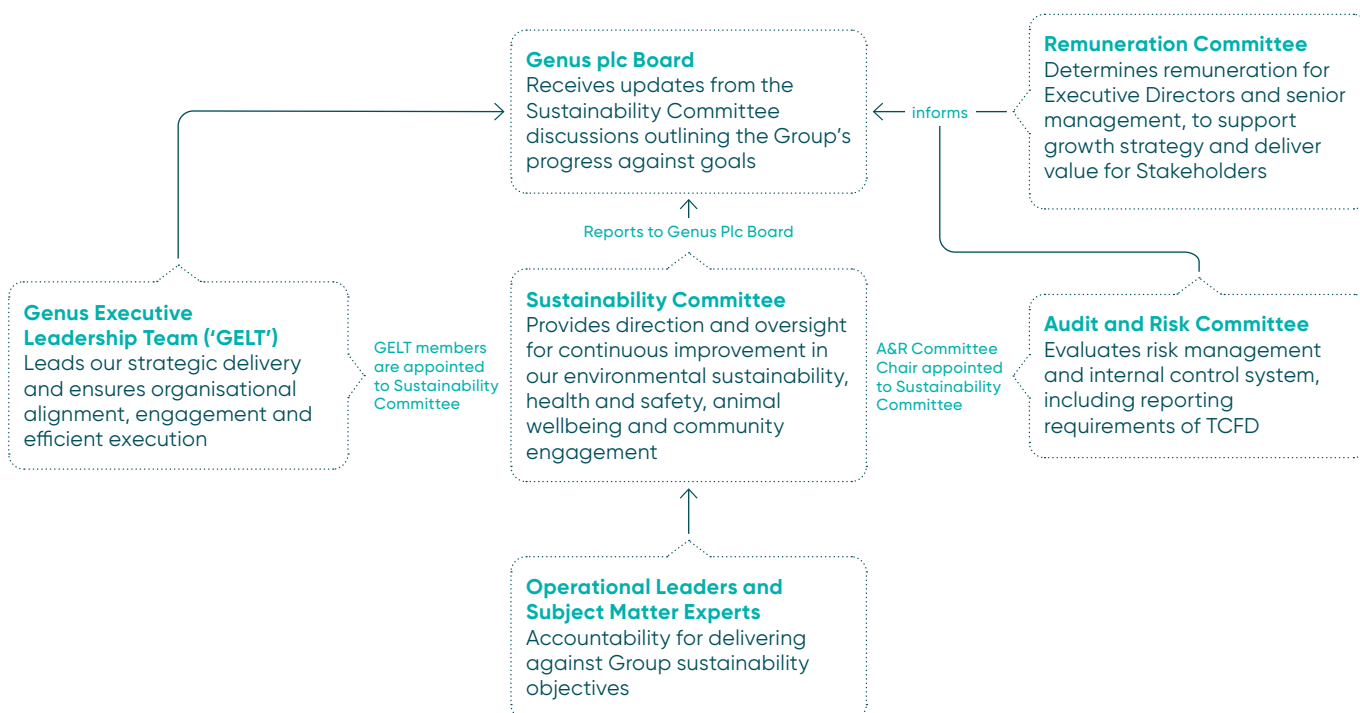 Genus plc Board
Receives updates from the
Sustainability Committee
discussions outlining the Group's
progress against goals
informs
Remuneration Committee
Determines remuneration for
Executive Directors and senior
management, to support
growth strategy and deliver
value for Stakeholders
Reports to Genus Plc Board
Genus Executive
Leadership Team (‘GELT’)
Leads our strategic delivery
and ensures organisational
alignment, engagement and
efficient execution
GELT members
are appointed
to Sustainability
Committee
Sustainability Committee
Provides direction and oversight
for continuous improvement in
our environmental sustainability,
health and safety, animal
wellbeing and community
engagement
A&R Committee
Chair appointed
to Sustainability
Committee
Audit and Risk Committee
Evaluates risk management
and internal control system,
including reporting
requirements of TCFD
Operational Leaders and
Subject Matter Experts
Accountability for delivering
against Group sustainability
objectives